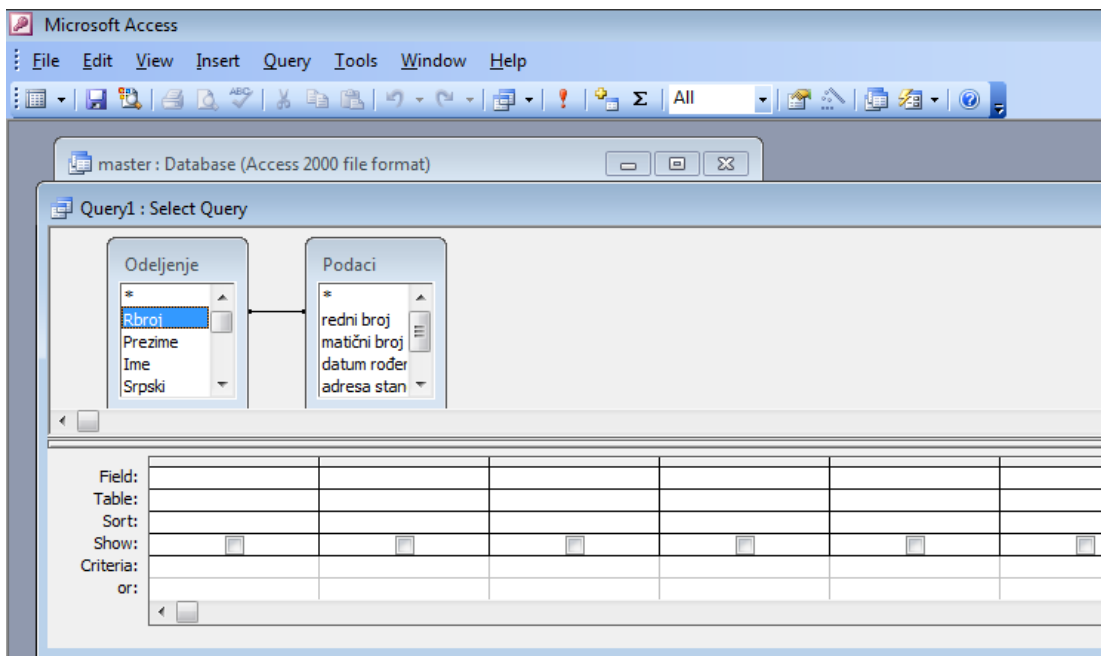 Microsoft Access
File Edit View Insert Query Tools Window Help
ABC Σ All
master : Database (Access 2000 file format)
Query1 : Select Query
Odeljenje
*
Rbroj
Prezime
Ime
Srpski
Podaci
*
redni broj
matični broj
datum rođer
adresa stan
Field:
Table:
Sort:
Show:
Criteria:
or: